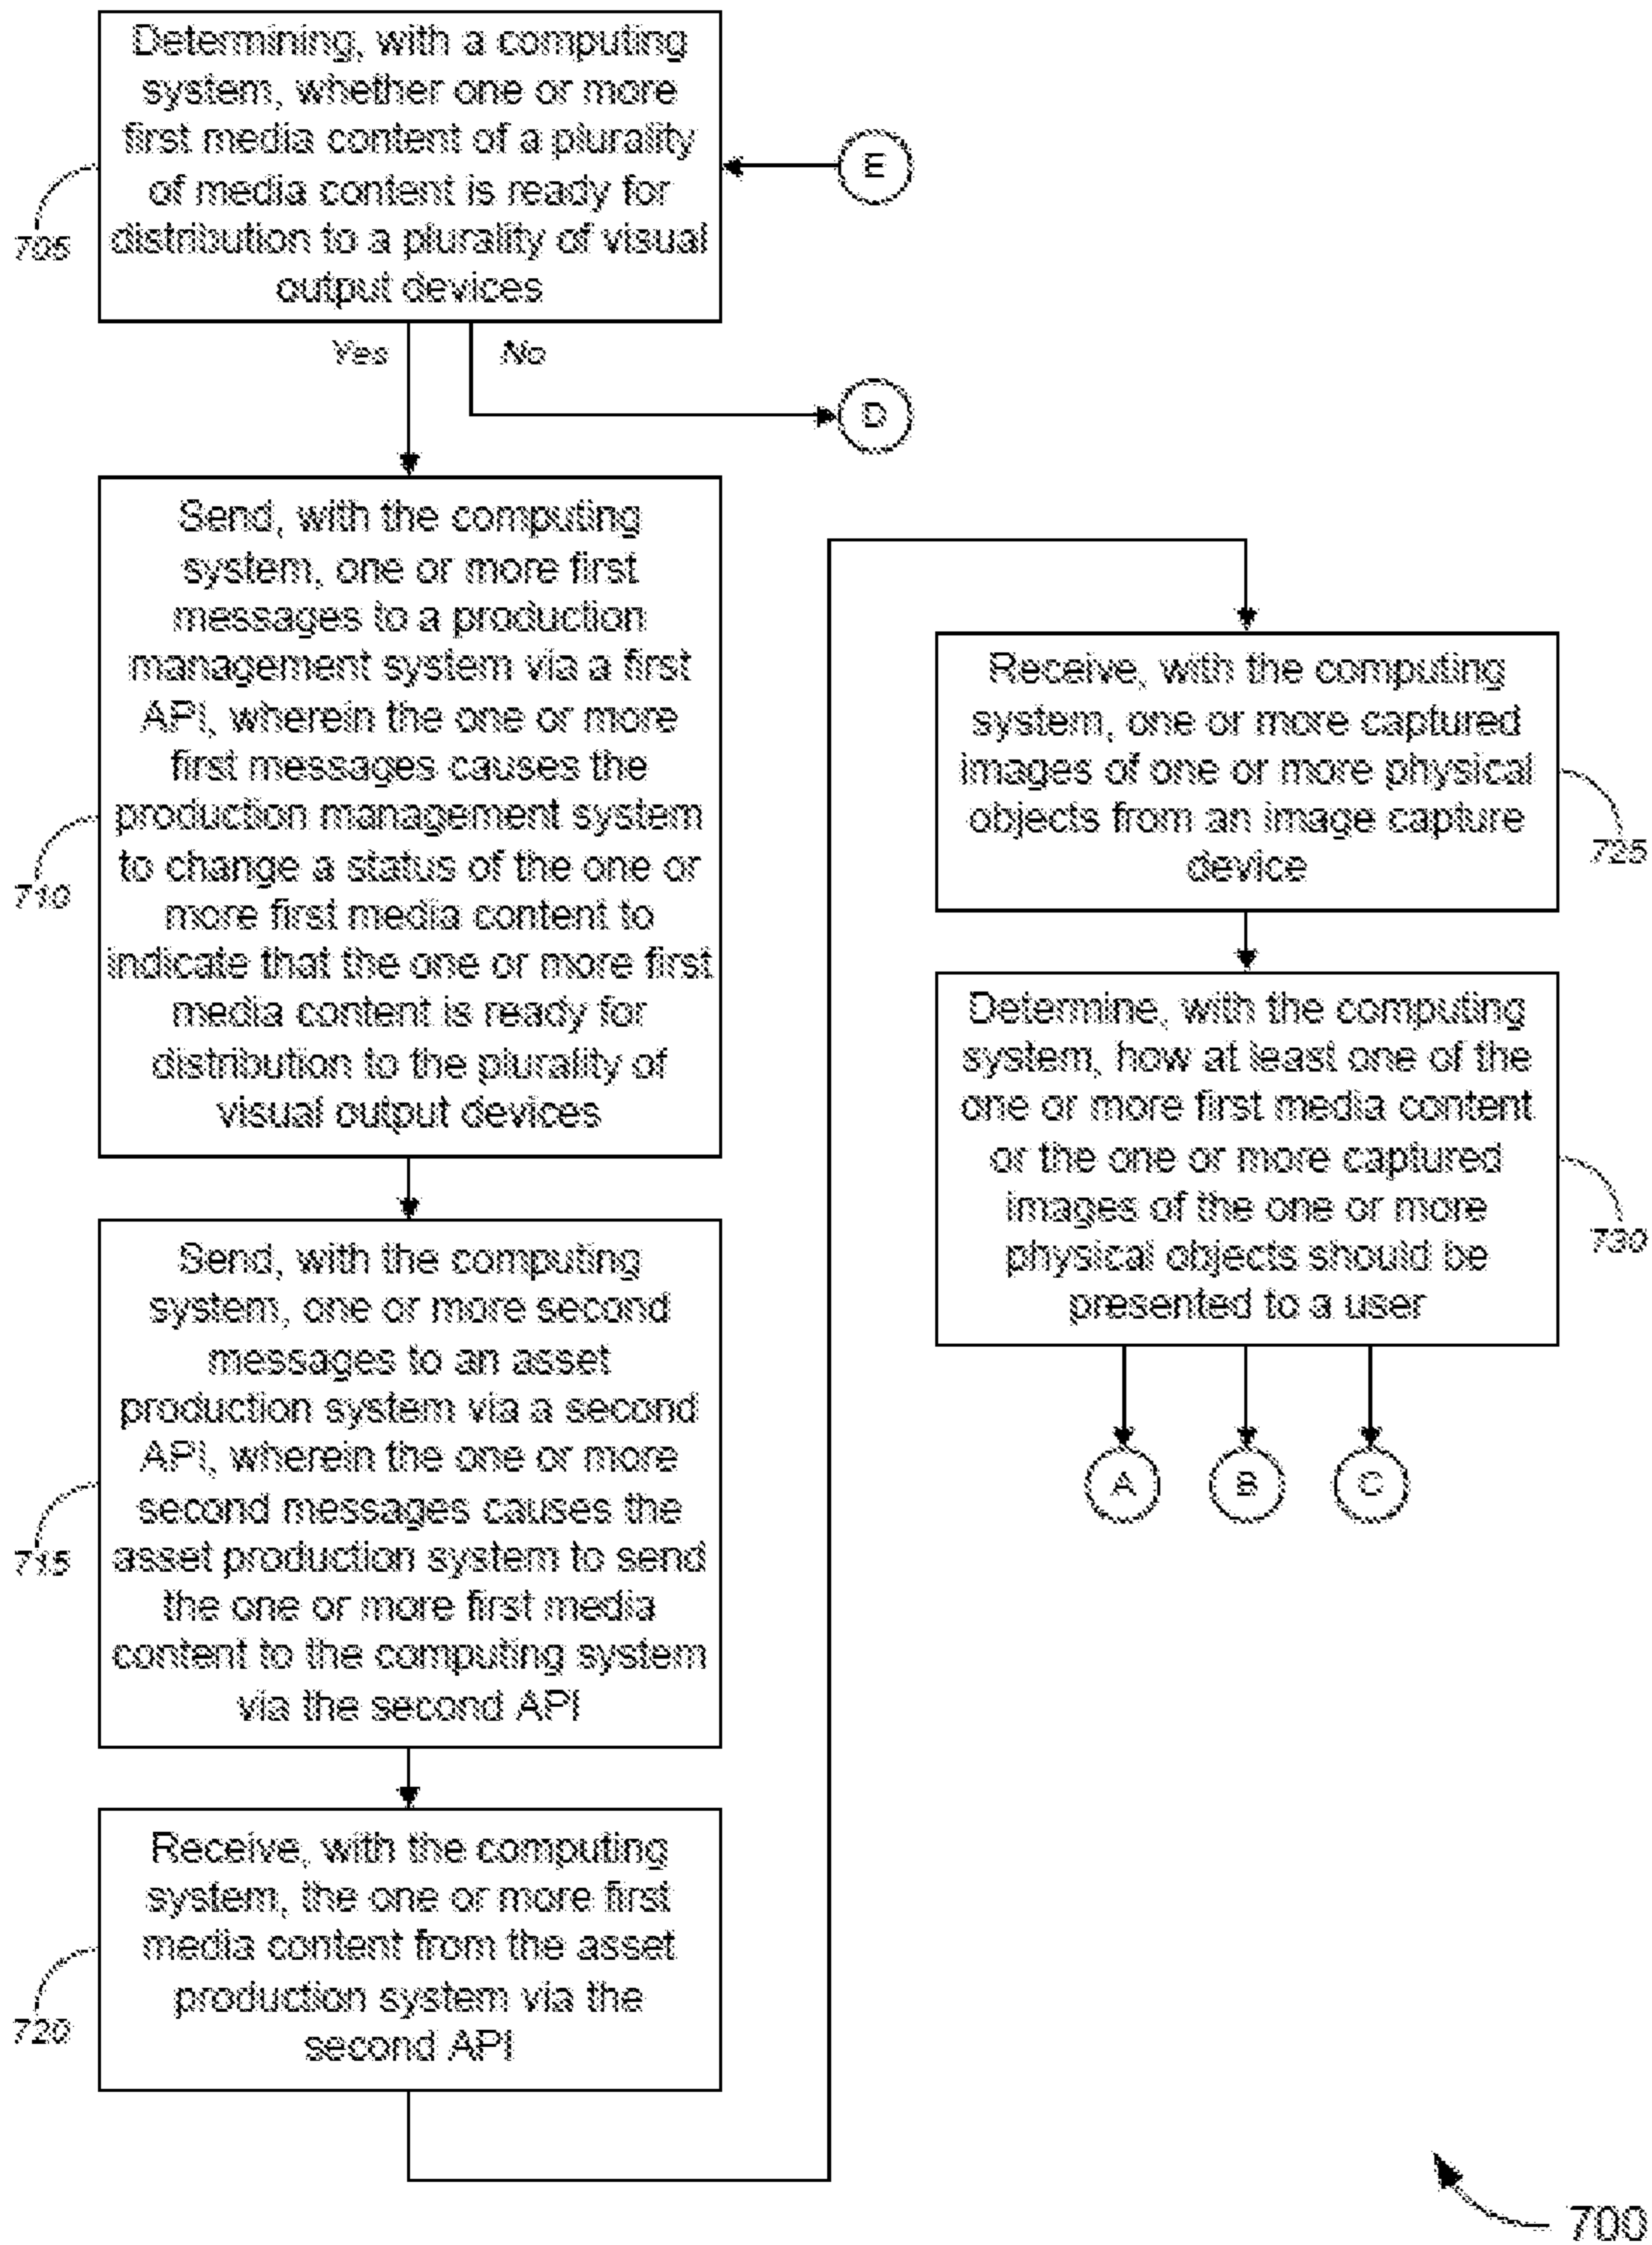 Determining, with a computing
system, whether one or more
first media content of a plurality
of media content is ready for
distribution to a plurality of visual
output devices
705
E
Yes
No
D
Send, with the computing
system, one or more first
messages to a production
management system via a first
API, wherein the one or more
first messages causes the
production management system
to change a status of the one or
more first media content to
indicate that the one or more first
media content is ready for
distribution to the plurality of
visual output devices
710
Send, with the computing
system, one or more second
messages to an asset
production system via a second
API, wherein the one or more
second messages causes the
asset production system to send
the one or more first media
content to the computing system
via the second API
715
Receive, with the computing
system, the one or more first
media content from the asset
production system via the
second API
720
Receive, with the computing
system, one or more captured
images of one or more physical
objects from an image capture
device
725
Determine, with the computing
system, how at least one of the
one or more first media content
or the one or more captured
images of the one or more
physical objects should be
presented to a user
730
A
B
C
700